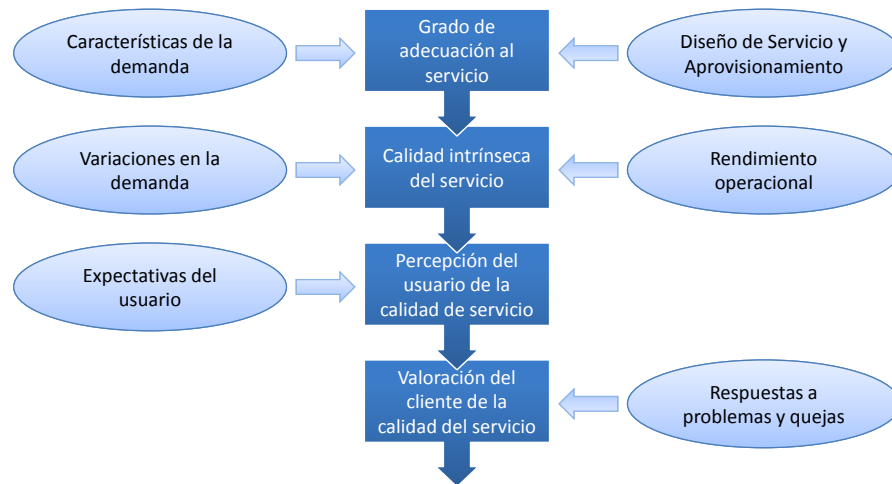 Características de la
demanda
Grado de
adecuación al
servicio
Diseño de Servicio y
Aprovisionamiento
Variaciones en la
demanda
Calidad intrínseca
del servicio
Rendimiento
operacional
Expectativas del
usuario
Percepción del
usuario de la
calidad de servicio
Valoración del
cliente de la
calidad del servicio
Respuestas a
problemas y quejas